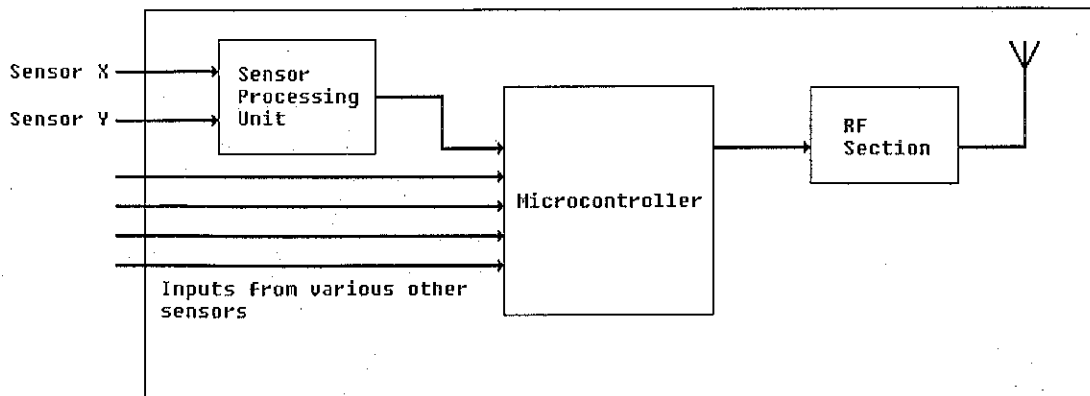 Sensor X
Sensor Y
Sensor
Processing
Unit
Microcontroller
RF
Section
Inputs from various other
sensors